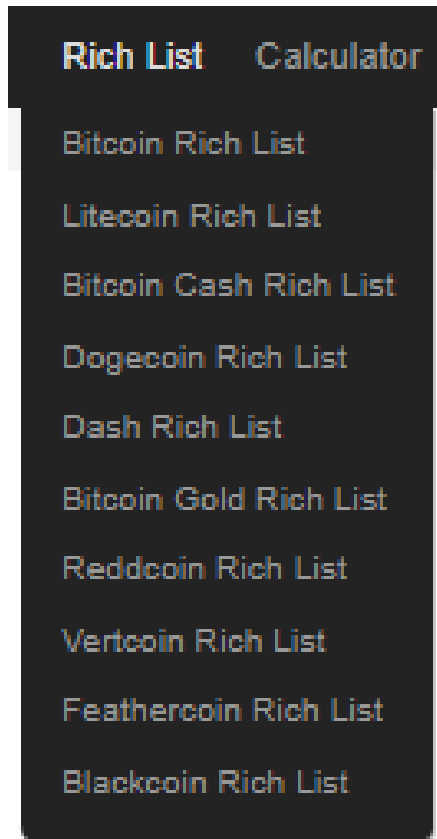 Rich List Calculator
Bitcoin Rich List
Litecoin Rich List
Bitcoin Cash Rich List
Dogecoin Rich List
Dash Rich List
Bitcoin Gold Rich List
Reddcoin Rich List
Vertcoin Rich List
Feathercoin Rich List
Blackcoin Rich List